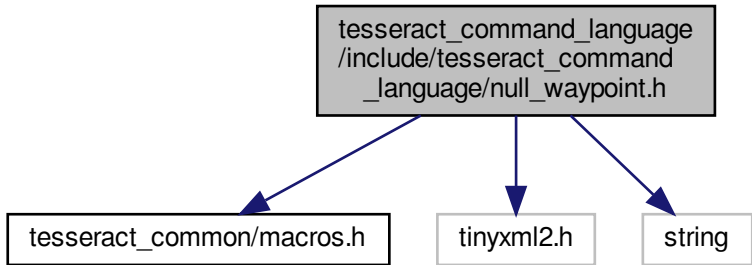 tesseract_command_language
/include/tesseract_command
_language/null_waypoint.h
tesseract_common/macros.h
tinyxml2.h
string